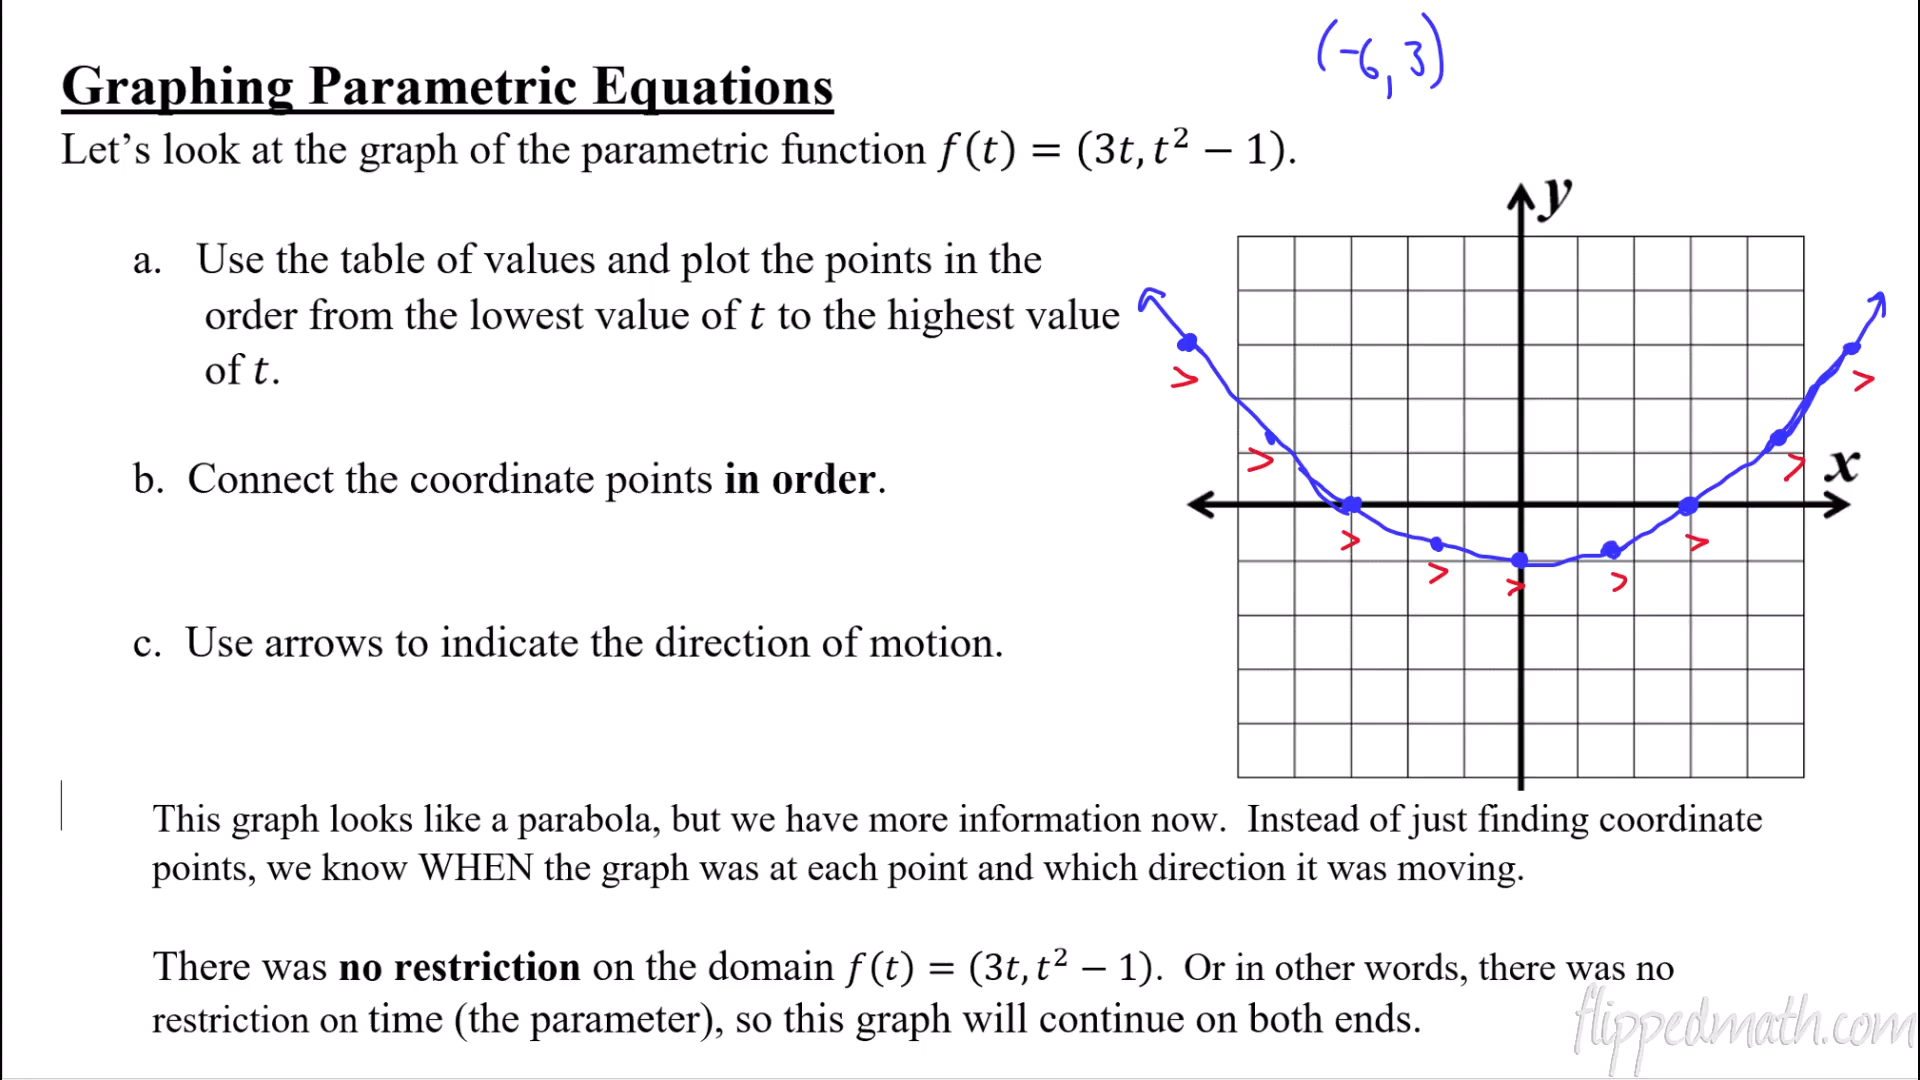 (-6, 3)
Graphing Parametric Equations
Let's look at the graph of the parametric function f(t) = (3t, t² − 1).
y
a. Use the table of values and plot the points in the
order from the lowest value of t to the highest value
of t.
x
b. Connect the coordinate points in order.
c. Use arrows to indicate the direction of motion.
This graph looks like a parabola, but we have more information now. Instead of just finding coordinate
points, we know WHEN the graph was at each point and which direction it was moving.
There was no restriction on the domain f(t) = (3t, t² − 1). Or in other words, there was no
restriction on time (the parameter), so this graph will continue on both ends.
flippedmath.com